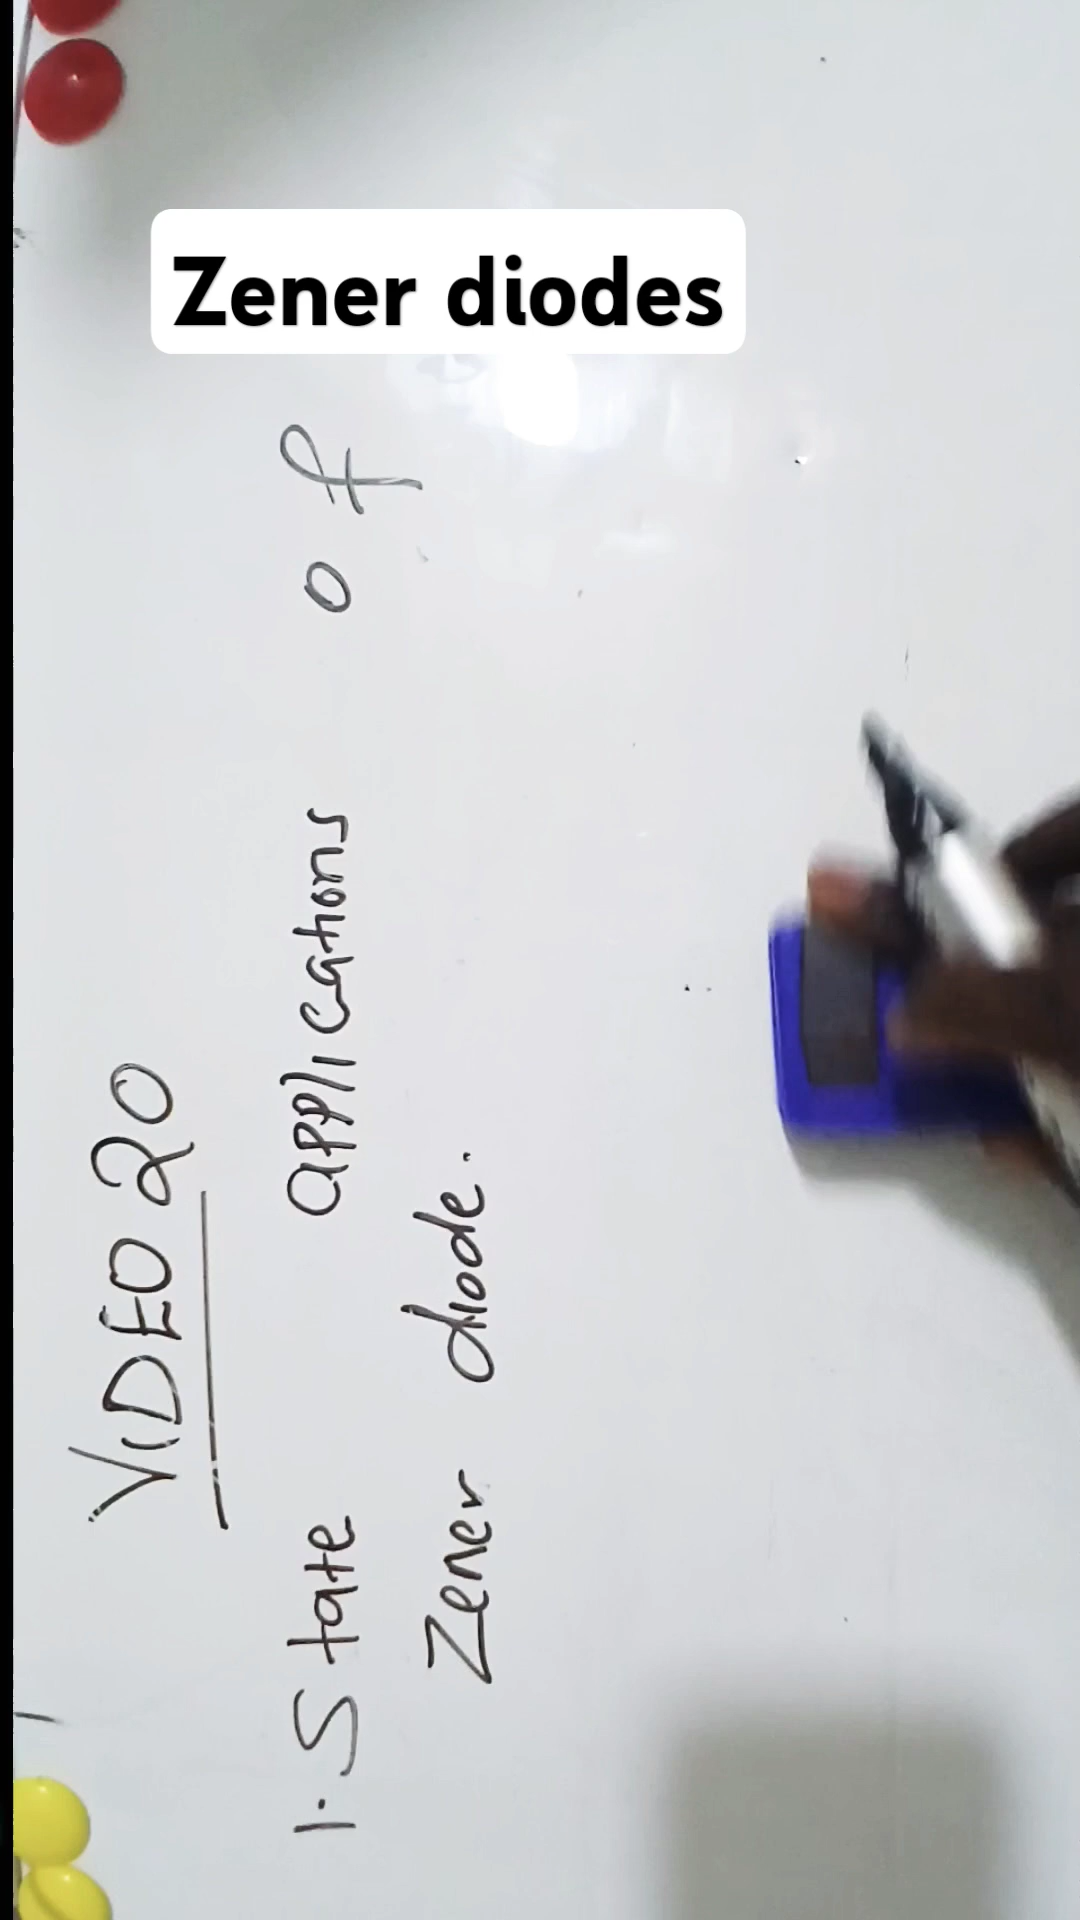 Zener diodes
VIDEO 20
1. State applications of
Zener diode.